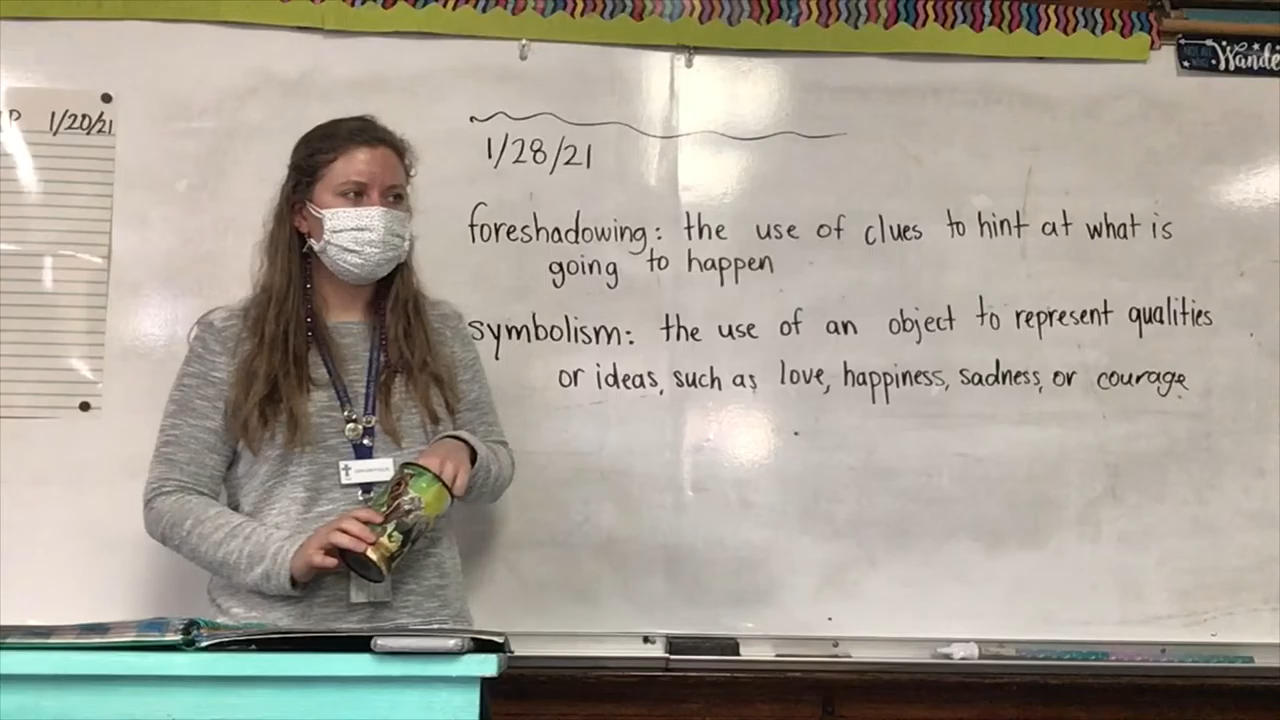 1/20/21
1/28/21
foreshadowing: the use of clues to hint at what is
going to happen
symbolism: the use of an object to represent qualities
or ideas, such as love, happiness, sadness, or courage
Wande